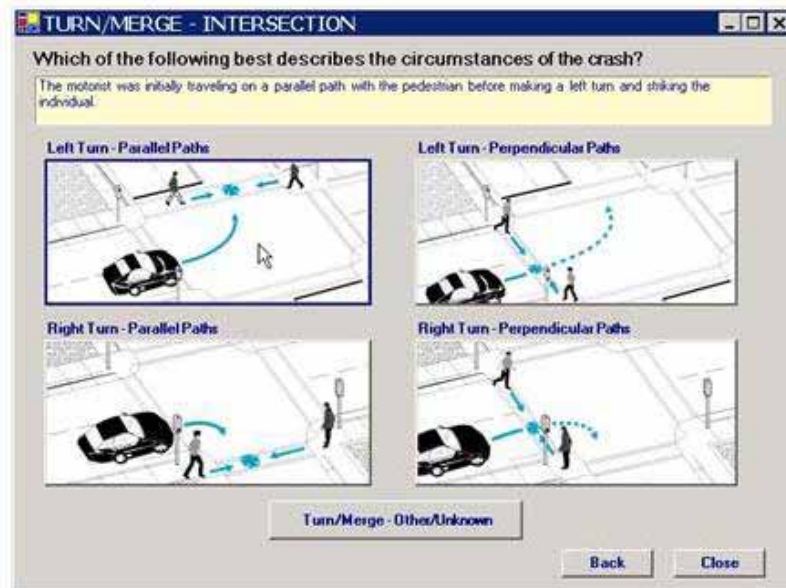 TURN/MERGE - INTERSECTION
Which of the following best describes the circumstances of the crash?
The motorist was initially traveling on a parallel path with the pedestrian before making a left turn and striking the
individual.
Left Turn - Parallel Paths
Left Turn - Perpendicular Paths
Right Turn - Parallel Paths
Right Turn - Perpendicular Paths
Turn/Merge - Other/Unknown
Back
Close